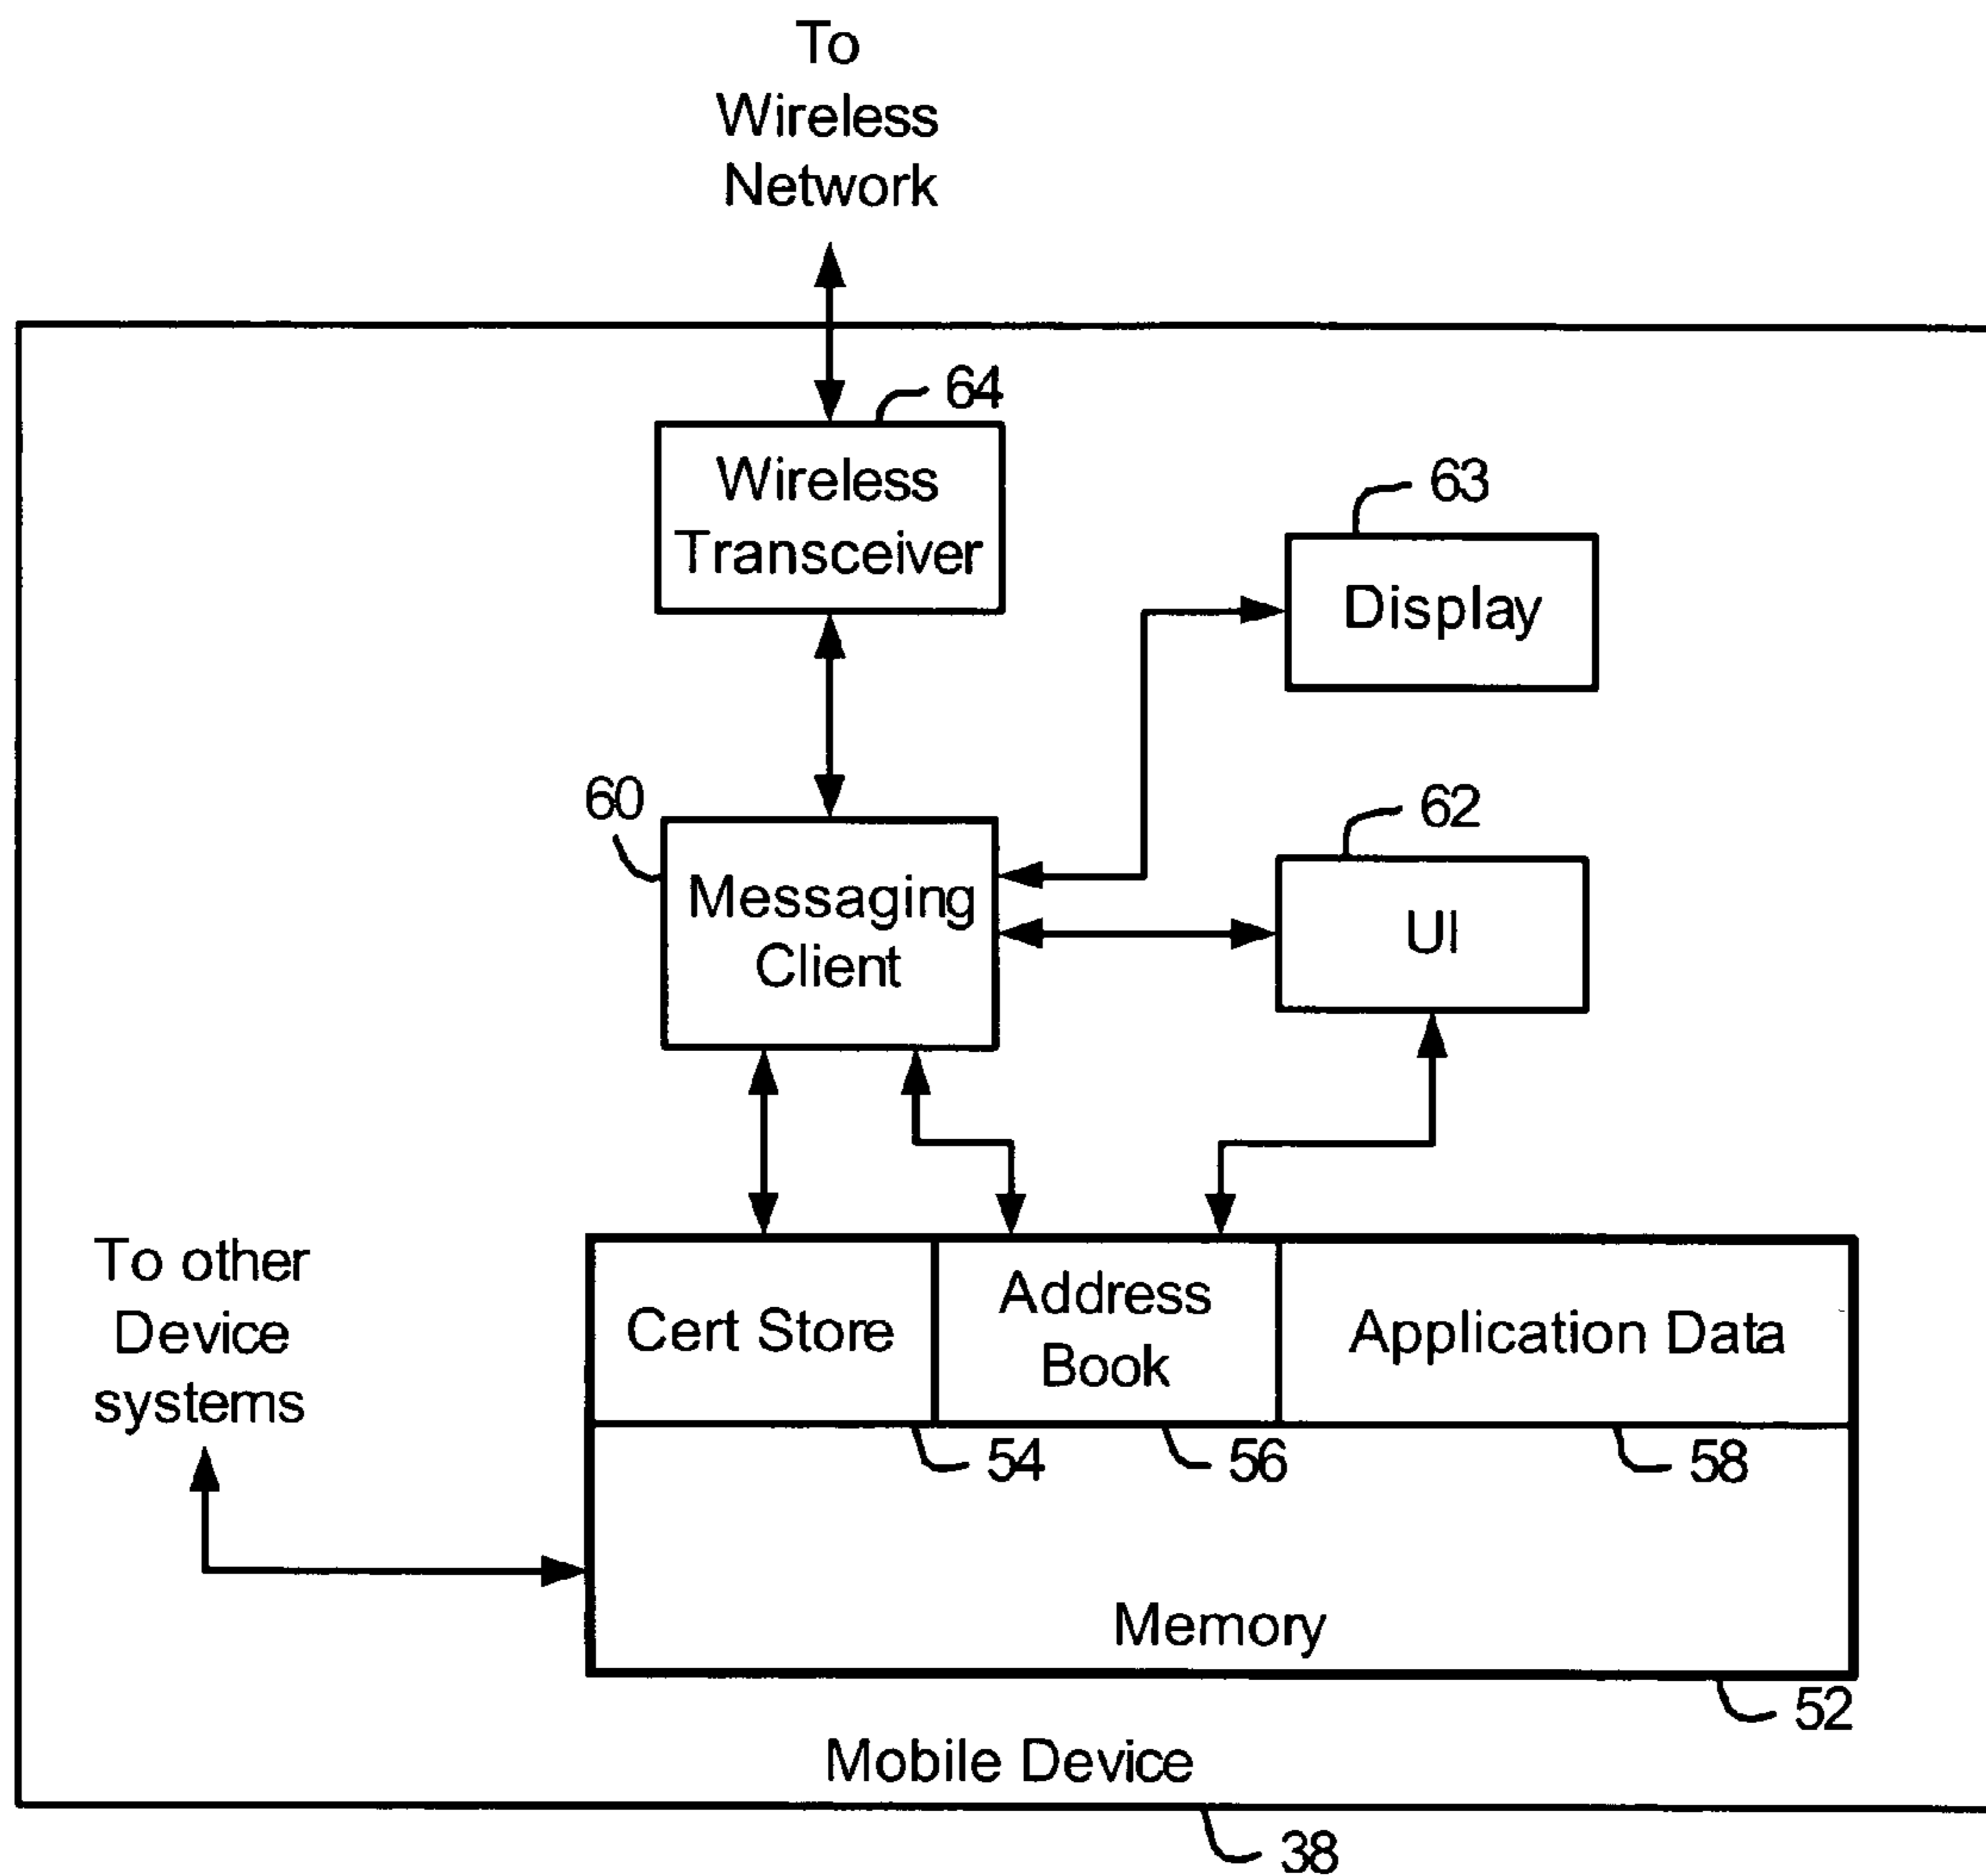 To
Wireless
Network
64
Wireless
Transceiver
63
Display
60
Messaging
Client
62
UI
To other
Device
systems
Cert Store
Address
Book
Application Data
54
56
58
Memory
52
Mobile Device
38